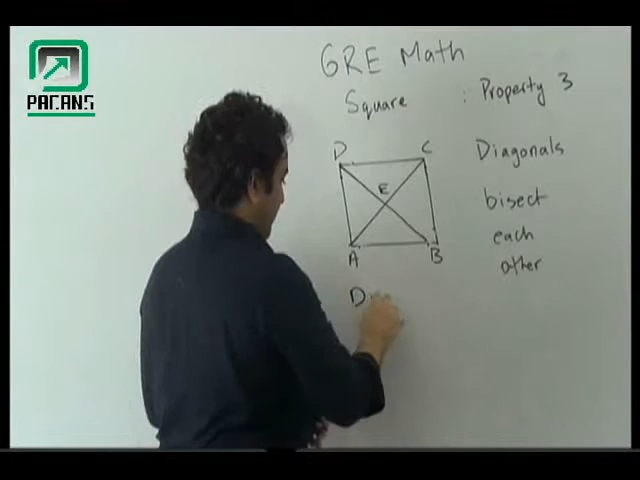 PACANS
GRE Math
Square : Property 3
D C
E
A B
Diagonals
bisect
each
other
D